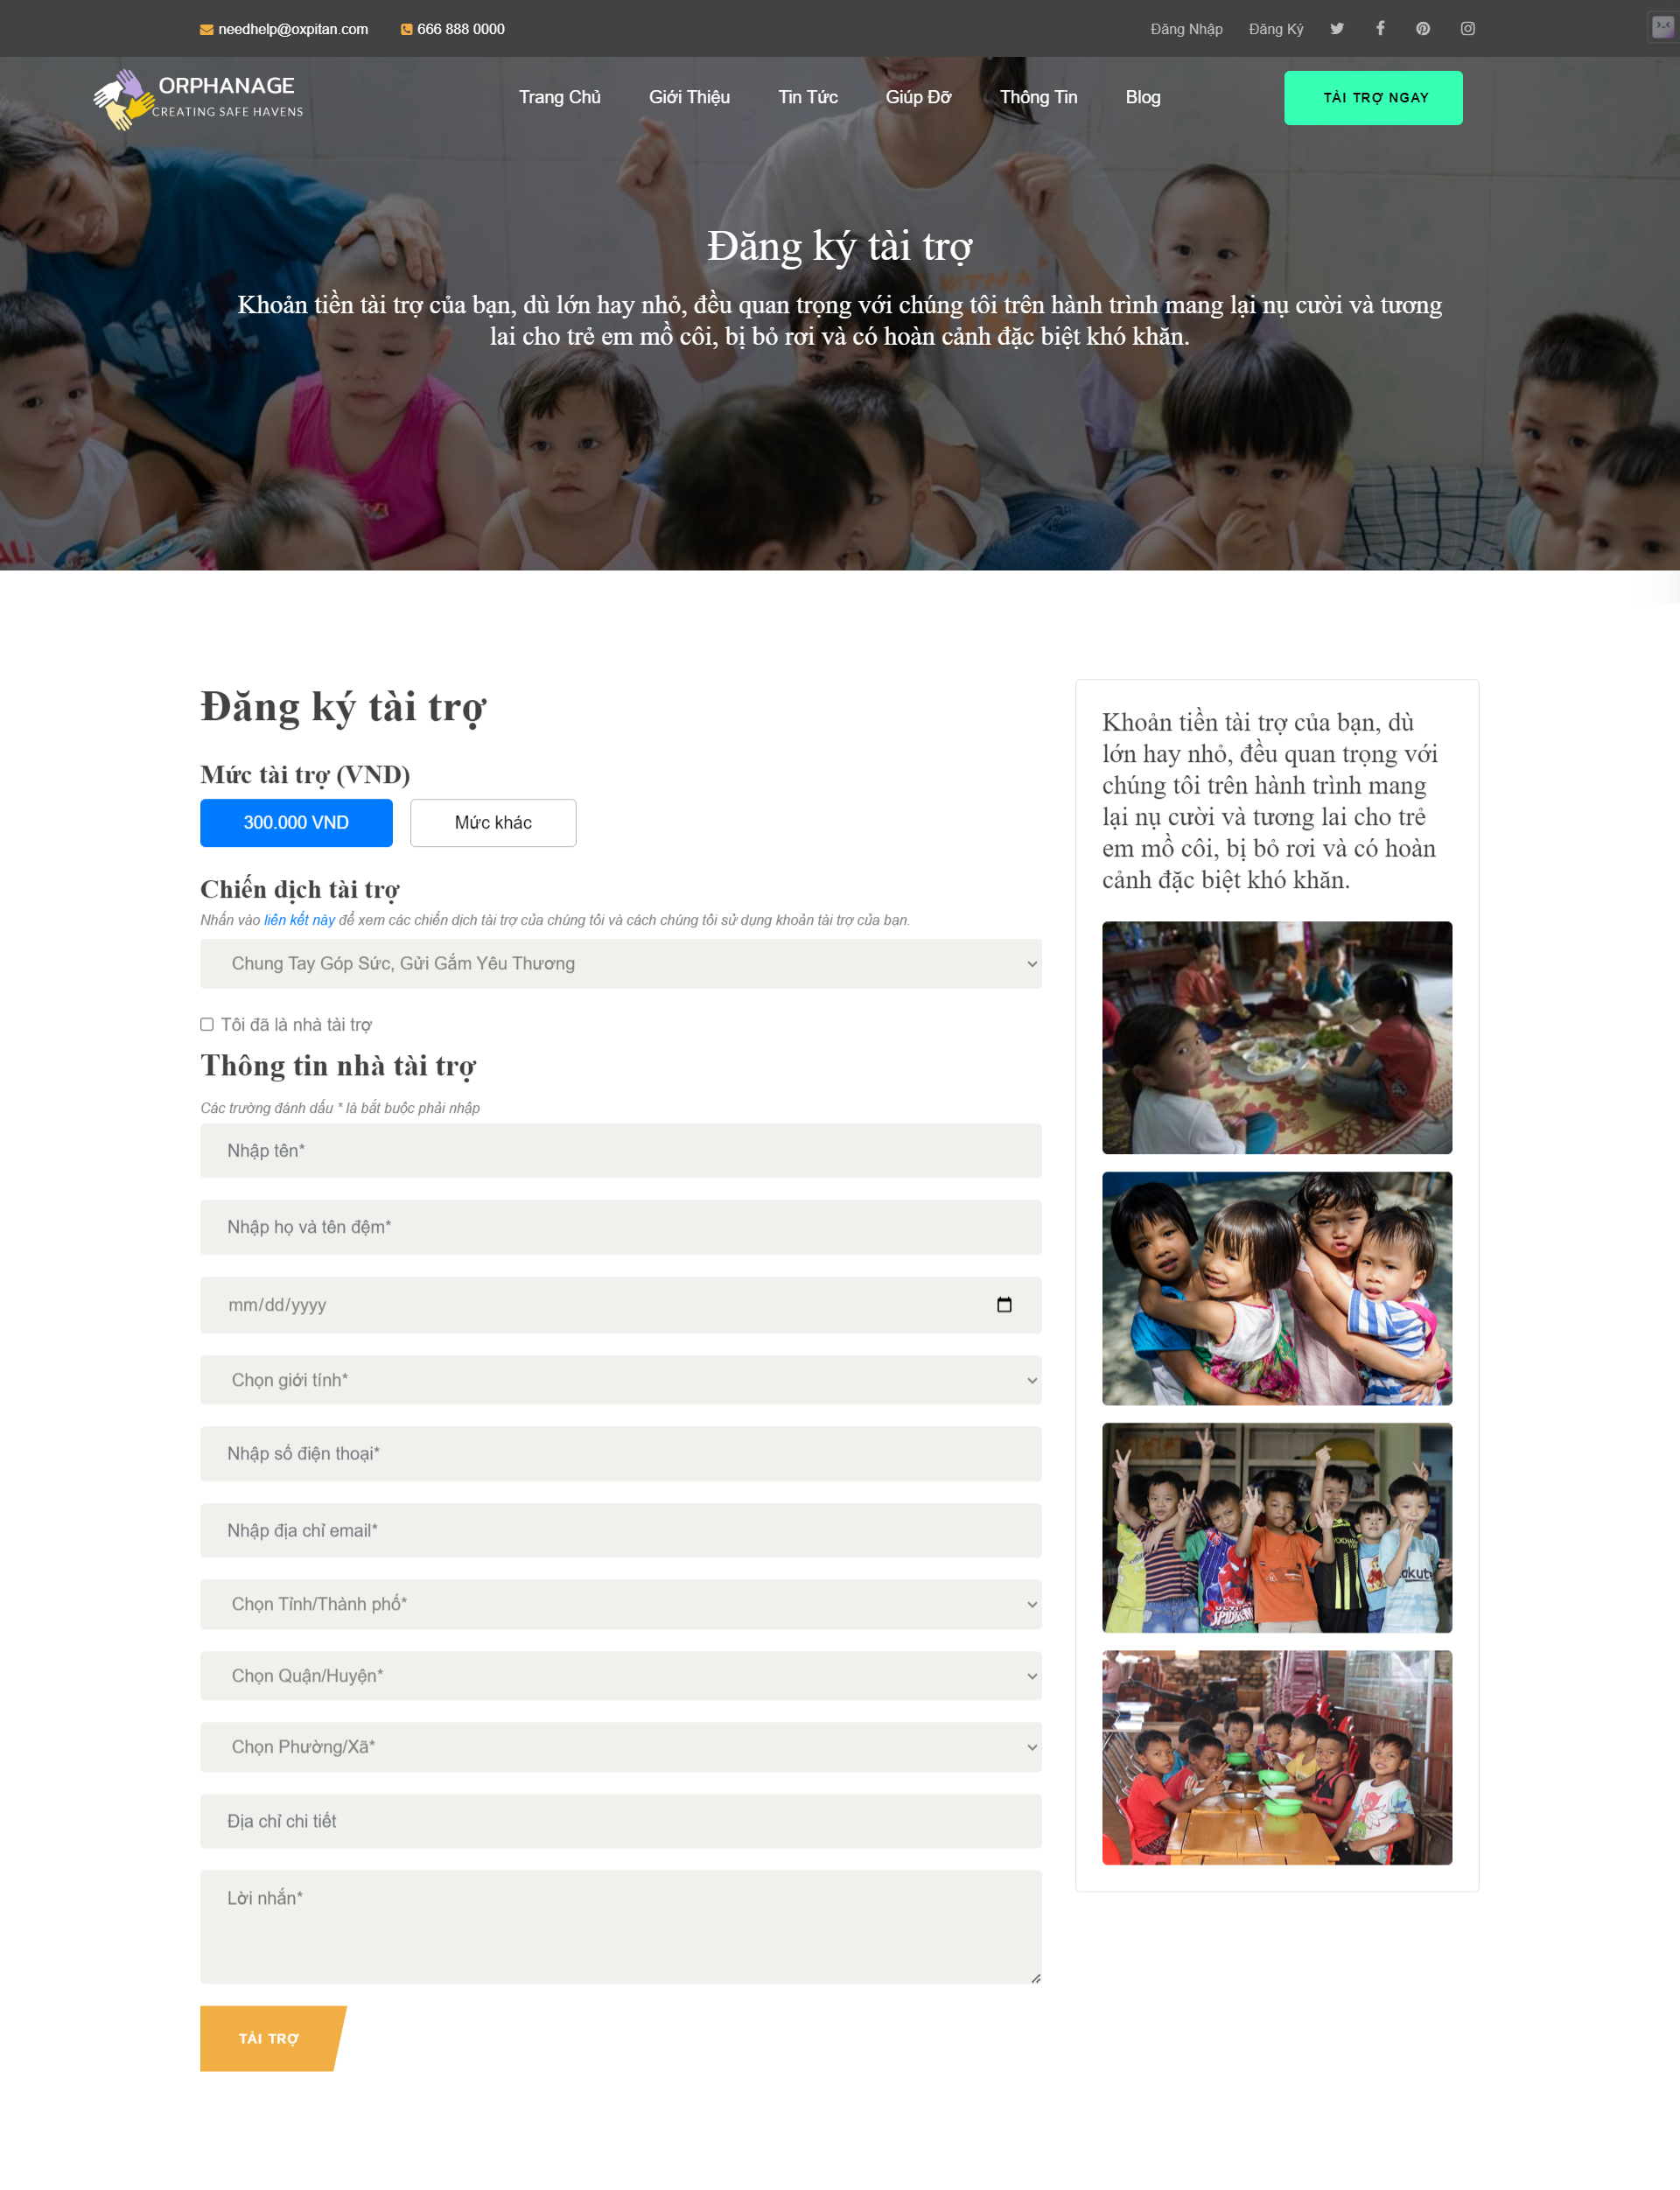 needhelp@oxpitan.com 666 888 0000 Đăng Nhập Đăng Ký
ORPHANAGE
CREATING SAFE HAVENS
Trang Chủ Giới Thiệu Tin Tức Giúp Đỡ Thông Tin Blog TÀI TRỢ NGAY
Đăng ký tài trợ
Khoản tiền tài trợ của bạn, dù lớn hay nhỏ, đều quan trọng với chúng tôi trên hành trình mang lại nụ cười và tương
lai cho trẻ em mồ côi, bị bỏ rơi và có hoàn cảnh đặc biệt khó khăn.
Đăng ký tài trợ
Mức tài trợ (VND)
300.000 VND Mức khác
Chiến dịch tài trợ
Nhấn vào liên kết này để xem các chiến dịch tài trợ của chúng tôi và cách chúng tôi sử dụng khoản tài trợ của bạn.
Chung Tay Góp Sức, Gửi Gắm Yêu Thương
Tôi đã là nhà tài trợ
Thông tin nhà tài trợ
Các trường đánh dấu * là bắt buộc phải nhập
Nhập tên*
Nhập họ và tên đệm*
mm/dd/yyyy
Chọn giới tính*
Nhập số điện thoại*
Nhập địa chỉ email*
Chọn Tỉnh/Thành phố*
Chọn Quận/Huyện*
Chọn Phường/Xã*
Địa chỉ chi tiết
Lời nhắn*
TÀI TRỢ
Khoản tiền tài trợ của bạn, dù
lớn hay nhỏ, đều quan trọng với
chúng tôi trên hành trình mang
lại nụ cười và tương lai cho trẻ
em mồ côi, bị bỏ rơi và có hoàn
cảnh đặc biệt khó khăn.